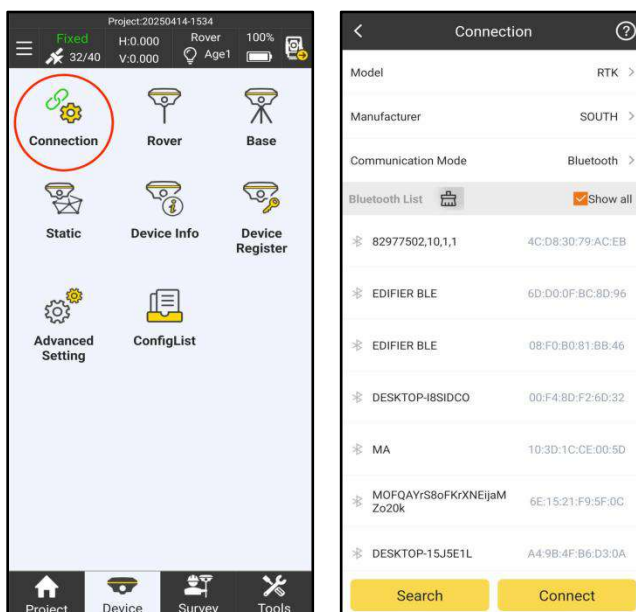 Project:20250414-1534
Fixed
32/40
H:0.000
V:0.000
Rover
Age1
100%
Connection
Rover
Base
Static
Device Info
Device
Register
Advanced
Setting
ConfigList
Project
Device
Survey
Tools
Connection
Model
RTK
Manufacturer
SOUTH
Communication Mode
Bluetooth
Bluetooth List
Show all
82977502,10,1,1
4C:D8:30:79:AC:EB
EDIFIER BLE
6D:D0:0F:BC:8D:96
EDIFIER BLE
08:F0:B0:81:BB:46
DESKTOP-I8SIDCO
00:F4:8D:F2:6D:32
MA
10:3D:1C:CE:00:5D
MOFQAYrS8oFKrXNEijaM
Zo20k
6E:15:21:F9:5F:0C
DESKTOP-15J5E1L
A4:9B:4F:B6:D3:0A
Search
Connect